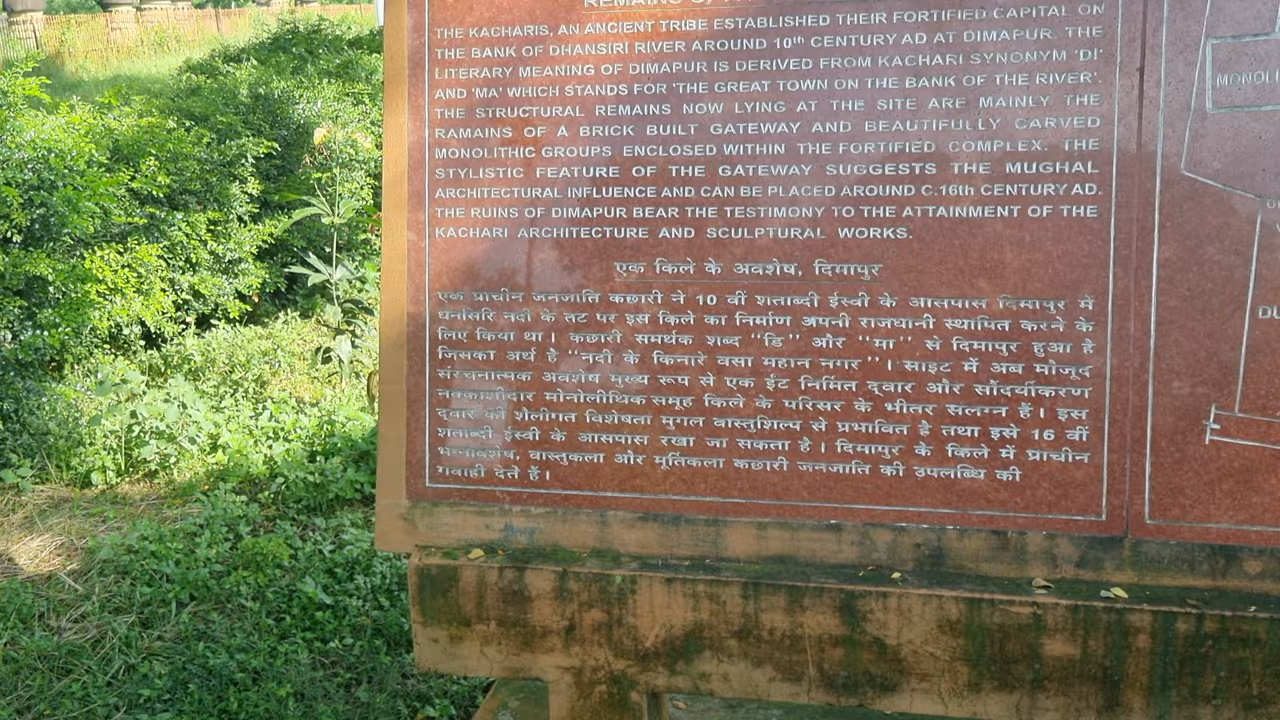 REMAINS
THE KACHARIS, AN ANCIENT TRIBE ESTABLISHED THEIR FORTIFIED CAPITAL ON
THE BANK OF DHANSIRI RIVER AROUND 10th CENTURY AD AT DIMAPUR. THE
LITERARY MEANING OF DIMAPUR IS DERIVED FROM KACHARI SYNONYM 'DI'
AND 'MA' WHICH STANDS FOR 'THE GREAT TOWN ON THE BANK OF THE RIVER'.
THE STRUCTURAL REMAINS NOW LYING AT THE SITE ARE MAINLY THE
RAMAINS OF A BRICK BUILT GATEWAY AND BEAUTIFULLY CARVED
MONOLITHIC GROUPS ENCLOSED WITHIN THE FORTIFIED COMPLEX. THE
STYLISTIC FEATURE OF THE GATEWAY SUGGESTS THE MUGHAL
ARCHITECTURAL INFLUENCE AND CAN BE PLACED AROUND C.16th CENTURY AD.
THE RUINS OF DIMAPUR BEAR THE TESTIMONY TO THE ATTAINMENT OF THE
KACHARI ARCHITECTURE AND SCULPTURAL WORKS.
एक किले के अवशेष, दिमापुर
एक प्राचीन जनजाति कछारी ने 10 वीं शताब्दी ईस्वी के आसपास दिमापुर में
धनसिरि नदी के तट पर इस किले का निर्माण अपनी राजधानी स्थापित करने के
लिए किया था। कछारी समर्थक शब्द "डि" और "मा" से दिमापुर हुआ है
जिसका अर्थ है "नदी के किनारे वसा महान नगर"। साइट में अब मौजूद
संरचनात्मक अवशेष मुख्य रूप से एक ईंट निर्मित द्वार और सौंदर्यीकरण
नक्काशीदार मोनोलीथिक समूह किले के परिसर के भीतर सलग्न हैं। इस
द्वार की शैलीगत विशेषता मुगल वास्तुशिल्प से प्रभावित है तथा इसे 16 वीं
शताब्दी ईस्वी के आसपास रखा जा सकता है। दिमापुर के किले में प्राचीन
भग्नावशेष, वास्तुकला और मूर्तिकला कछारी जनजाति की उपलब्धि की
गवाही देते हैं।